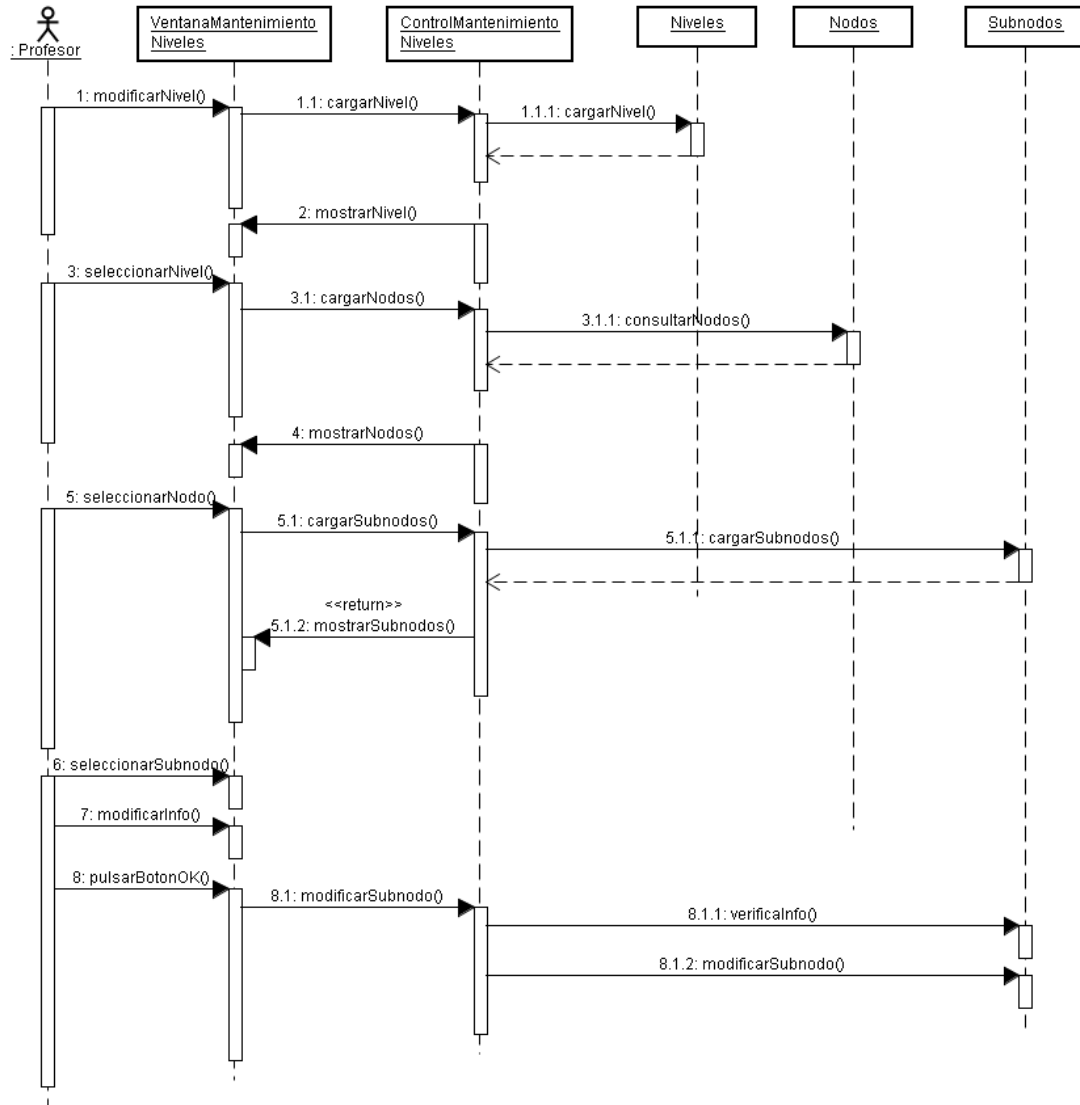 : Profesor
VentanaMantenimiento
Niveles
ControlMantenimiento
Niveles
Niveles
Nodos
Subnodos
1: modificarNivel()
1.1: cargarNivel()
1.1.1: cargarNivel()
2: mostrarNivel()
3: seleccionarNivel()
3.1: cargarNodos()
3.1.1: consultarNodos()
4: mostrarNodos()
5: seleccionarNodo()
5.1: cargarSubnodos()
5.1.1: cargarSubnodos()
<<return>>
5.1.2: mostrarSubnodos()
6: seleccionarSubnodo()
7: modificarInfo()
8: pulsarBotonOK()
8.1: modificarSubnodo()
8.1.1: verificaInfo()
8.1.2: modificarSubnodo()